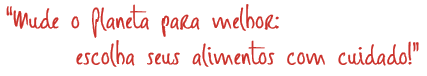 “Mude o Planeta para melhor:
escolha seus alimentos com cuidado!”